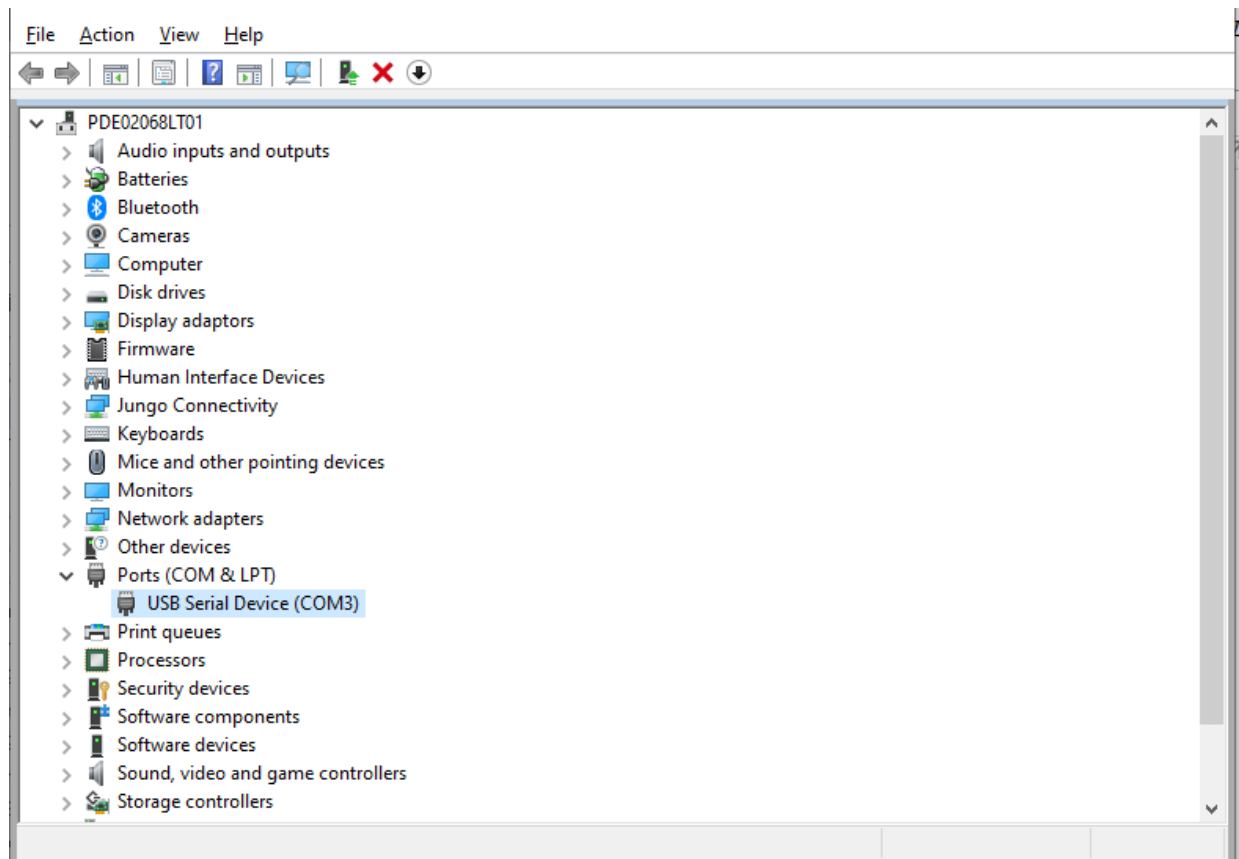 File Action View Help
PDE02068LT01
Audio inputs and outputs
Batteries
Bluetooth
Cameras
Computer
Disk drives
Display adaptors
Firmware
Human Interface Devices
Jungo Connectivity
Keyboards
Mice and other pointing devices
Monitors
Network adapters
Other devices
Ports (COM & LPT)
USB Serial Device (COM3)
Print queues
Processors
Security devices
Software components
Software devices
Sound, video and game controllers
Storage controllers